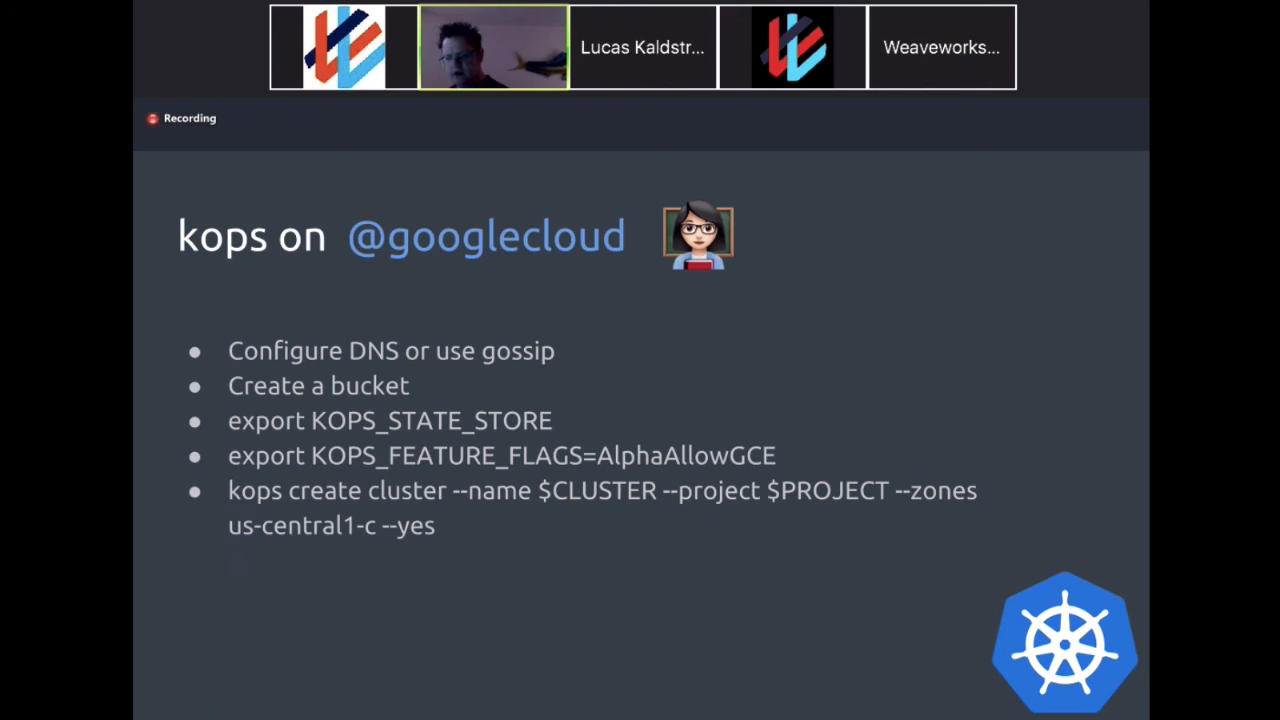 Lucas Kaldstr...
Weaveworks...
Recording
kops on @googlecloud
● Configure DNS or use gossip
● Create a bucket
● export KOPS_STATE_STORE
● export KOPS_FEATURE_FLAGS=AlphaAllowGCE
● kops create cluster --name $CLUSTER --project $PROJECT --zones
us-central1-c --yes